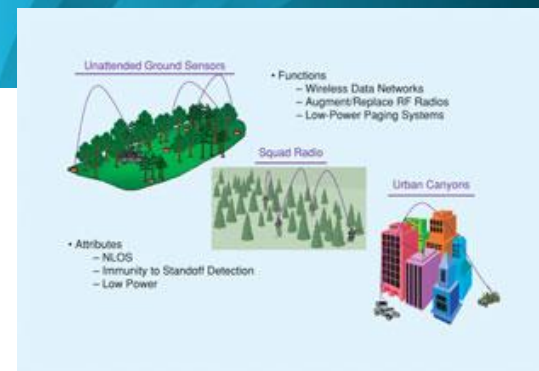 Unattended Ground Sensors
• Functions
– Wireless Data Networks
– Augment/Replace RF Radios
– Low-Power Paging Systems
Squad Radio
Urban Canyons
• Attributes
– NLOS
– Immunity to Standoff Detection
– Low Power